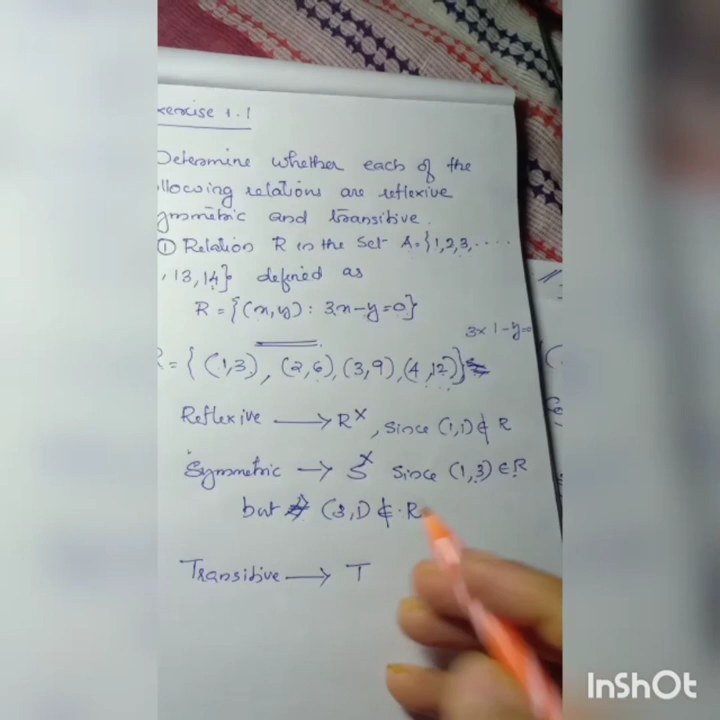 xercise 1.1
Determine whether each of the
llowing relations are reflexive
ymmetric and transitive.
① Relation R in the set A={1,2,3,.....
,13,14} defined as
R={(x,y): 3x-y=0}
3x1-y=0
R={(1,3), (2,6),(3,9),(4,12)}
Reflexive → R×, since (1,1)∉R
Symmetric → S× since (1,3)∈R
but (3,1)∉R
Transitive → T
InShOt